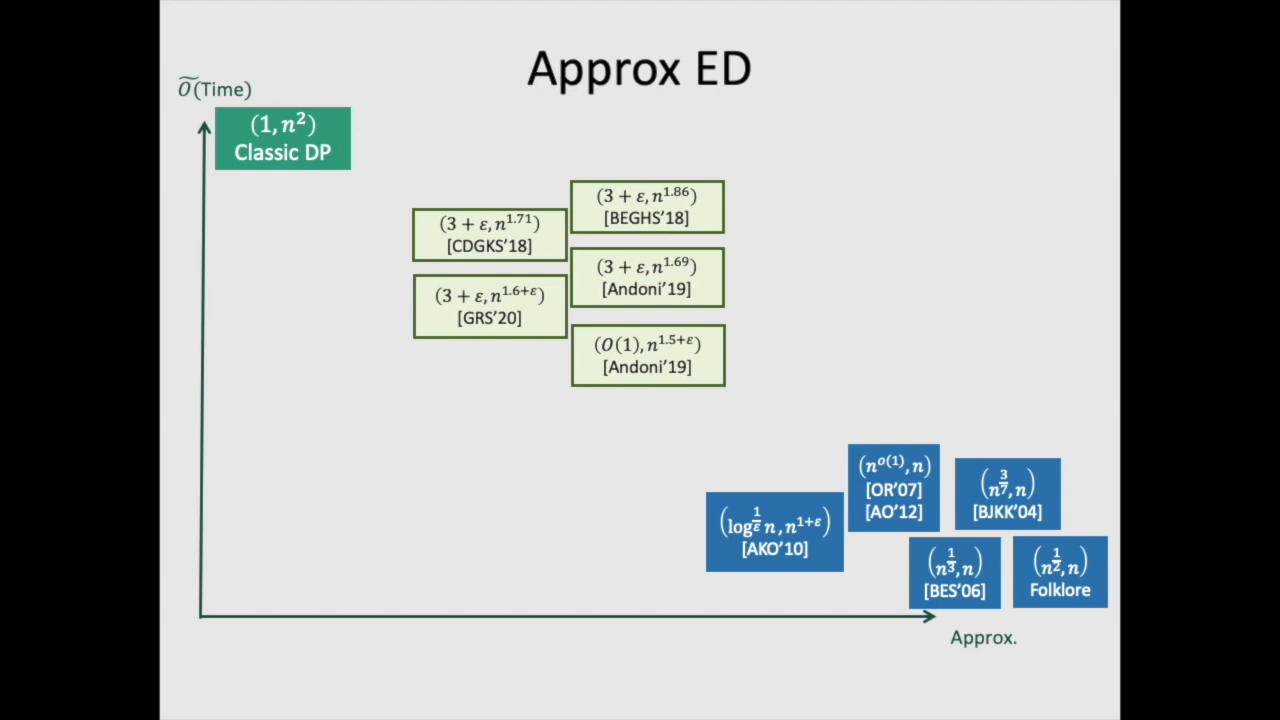 Approx ED
Õ(Time)
(1, n²)
Classic DP
(3 + ε, n^1.86)
[BEGHS'18]
(3 + ε, n^1.71)
[CDGKS'18]
(3 + ε, n^1.69)
[Andoni'19]
(3 + ε, n^1.6+ε)
[GRS'20]
(O(1), n^1.5+ε)
[Andoni'19]
(n^o(1), n)
[OR'07]
[AO'12]
(n^3/7, n)
[BJKK'04]
(log^1/ε n, n^1+ε)
[AKO'10]
(n^1/3, n)
[BES'06]
(n^1/2, n)
Folklore
Approx.